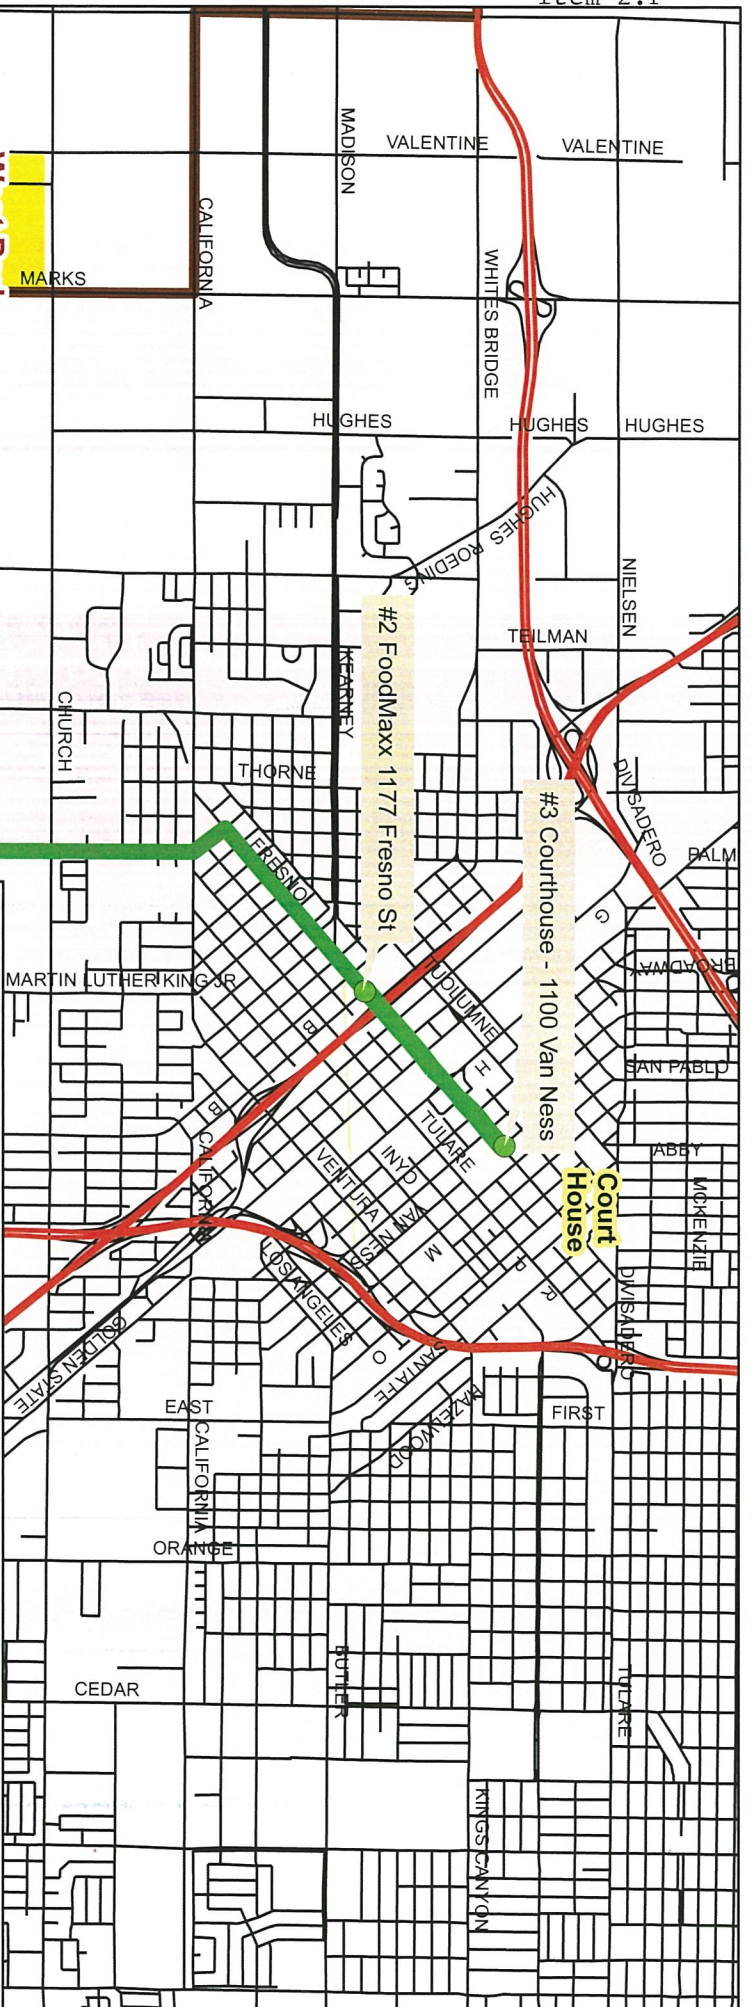 MADISON
VALENTINE
VALENTINE
CALIFORNIA
MARKS
WHITES BRIDGE
HUGHES
HUGHES
HUGHES
HUGHES
ROEDING
NIELSEN
TEILMAN
#2 FoodMaxx 1177 Fresno St
KEARNEY
CHURCH
THORNE
DIVISADERO
#3 Courthouse - 1100 Van Ness
PALM
FRESNO
G
BROADWAY
TUOLUMNE
MARTIN LUTHER KING JR
B
H
SAN PABLO
B
TULARE
CALIFORNIA
ABBY
INYO
VENTURA
Court
House
MCKENZIE
VAN NESS
M
P
R
LOS ANGELES
DIVISADERO
GOLDEN STATE
O
SANTA FE
EAST
HAZELWOOD
FIRST
CALIFORNIA
ORANGE
BUTLER
CEDAR
TULARE
KINGS CANYON